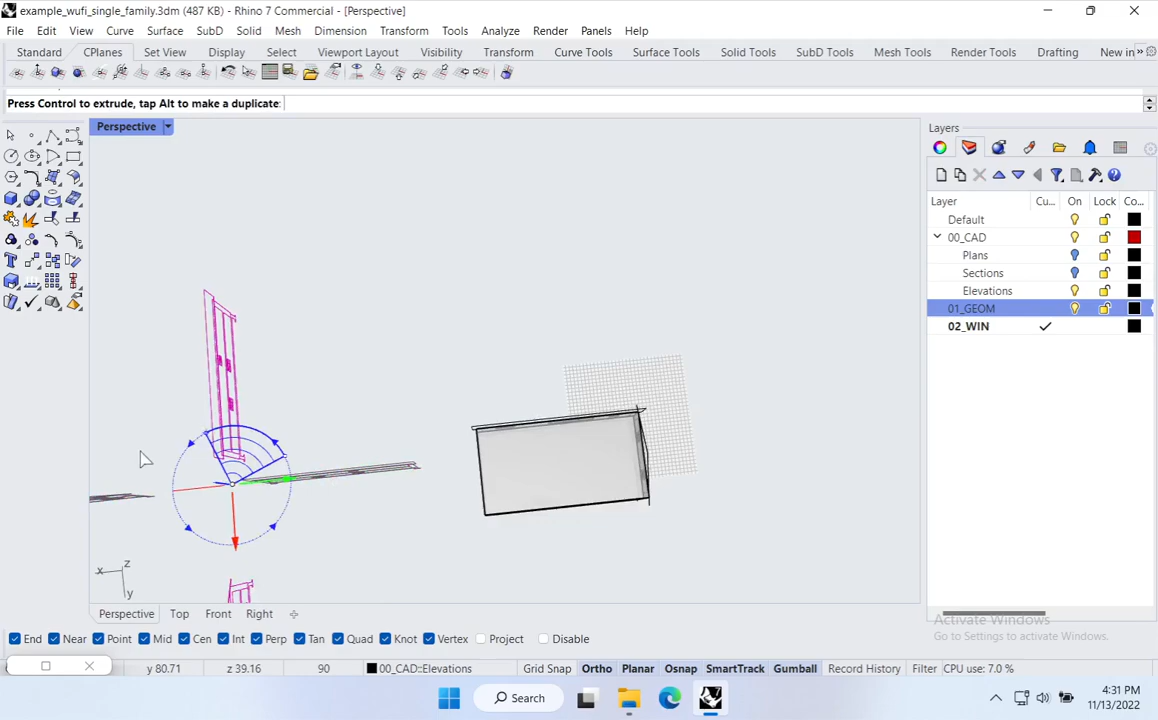 example_wufi_single_family.3dm (487 KB) - Rhino 7 Commercial - [Perspective]
File Edit View Curve Surface SubD Solid Mesh Dimension Transform Tools Analyze Render Panels Help
Standard CPlanes Set View Display Select Viewport Layout Visibility Transform Curve Tools Surface Tools Solid Tools SubD Tools Mesh Tools Render Tools Drafting New in
Press Control to extrude, tap Alt to make a duplicate:
Perspective
Layers
Layer Cu... On Lock Co...
Default
00_CAD
Plans
Sections
Elevations
01_GEOM
02_WIN
z
x
y
Perspective Top Front Right
Activate Windows
Go to Settings to activate Windows.
End Near Point Mid Cen Int Perp Tan Quad Knot Vertex Project Disable
y 80.71 z 39.16 90 00_CAD::Elevations Grid Snap Ortho Planar Osnap SmartTrack Gumball Record History Filter CPU use: 7.0 %
Search
4:31 PM
11/13/2022